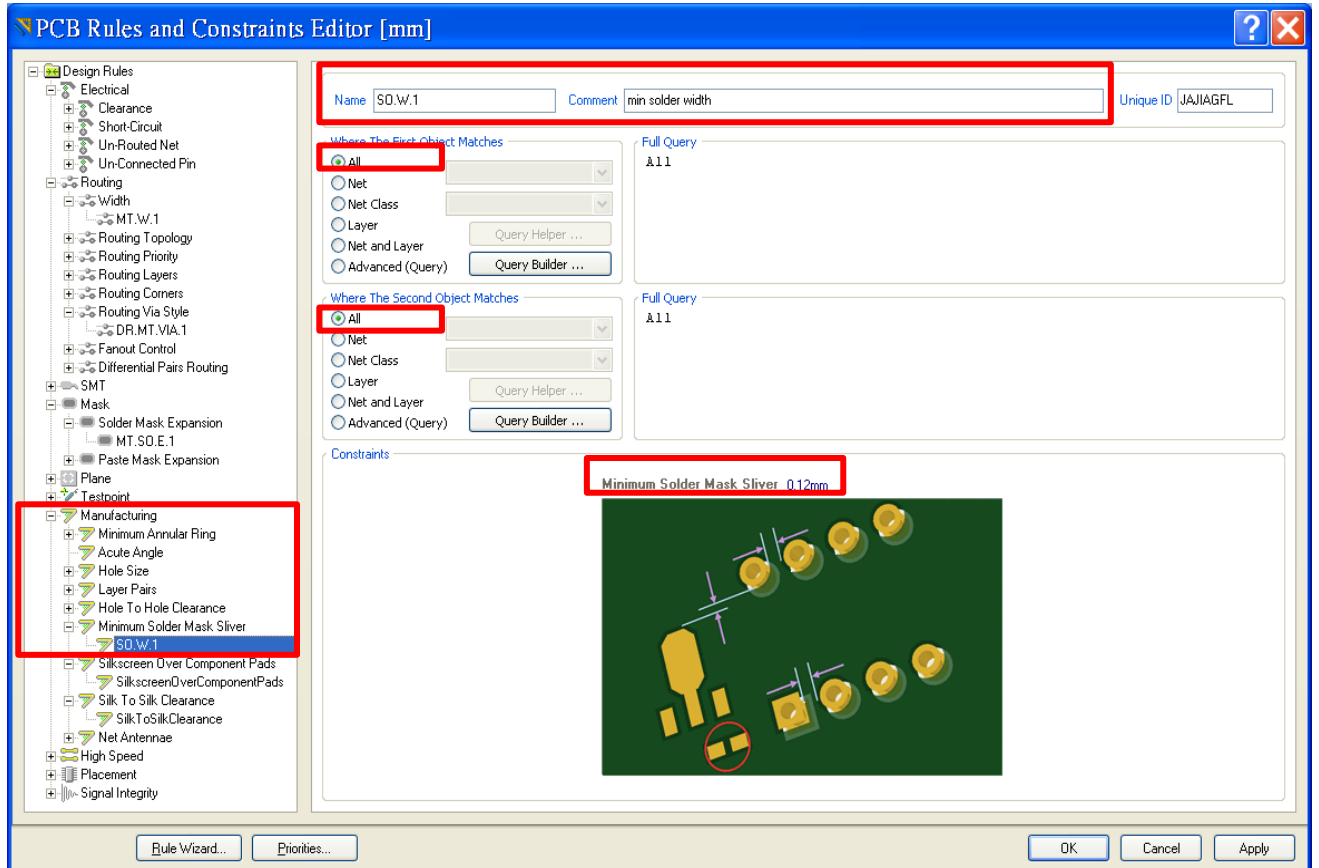 PCB Rules and Constraints Editor [mm]
Design Rules
Electrical
Clearance
Short-Circuit
Un-Routed Net
Un-Connected Pin
Routing
Width
MT.W.1
Routing Topology
Routing Priority
Routing Layers
Routing Corners
Routing Via Style
DR.MT.VIA.1
Fanout Control
Differential Pairs Routing
SMT
Mask
Solder Mask Expansion
MT.SO.E.1
Paste Mask Expansion
Plane
Testpoint
Manufacturing
Minimum Annular Ring
Acute Angle
Hole Size
Layer Pairs
Hole To Hole Clearance
Minimum Solder Mask Sliver
SO.W.1
Silkscreen Over Component Pads
SilkscreenOverComponentPads
Silk To Silk Clearance
SilkToSilkClearance
Net Antennae
High Speed
Placement
Signal Integrity
Name SO.W.1 Comment min solder width Unique ID JAJIAGFL
Where The First Object Matches
All
Net
Net Class
Layer
Net and Layer
Advanced (Query)
Query Helper ...
Query Builder ...
Full Query
All
Where The Second Object Matches
All
Net
Net Class
Layer
Net and Layer
Advanced (Query)
Query Helper ...
Query Builder ...
Full Query
All
Constraints
Minimum Solder Mask Sliver 0.12mm
Rule Wizard... Priorities... OK Cancel Apply